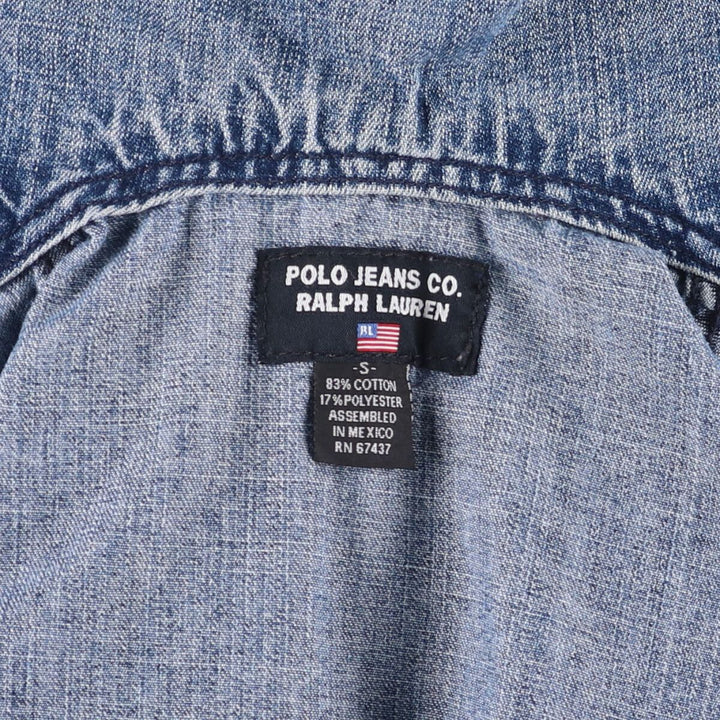 POLO JEANS CO.
RALPH LAUREN
RL
-S-
83% COTTON
17% POLYESTER
ASSEMBLED
IN MEXICO
RN 67437